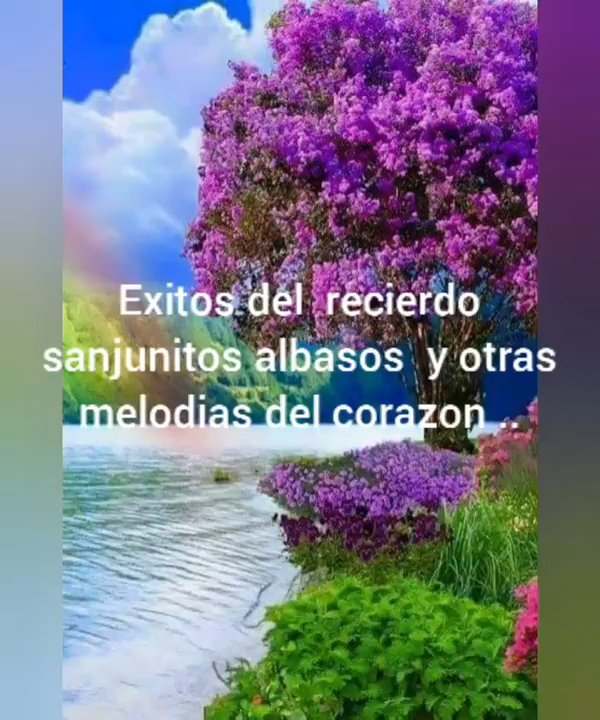 Exitos del recierdo
sanjunitos albasos y otras
melodias del corazon ..